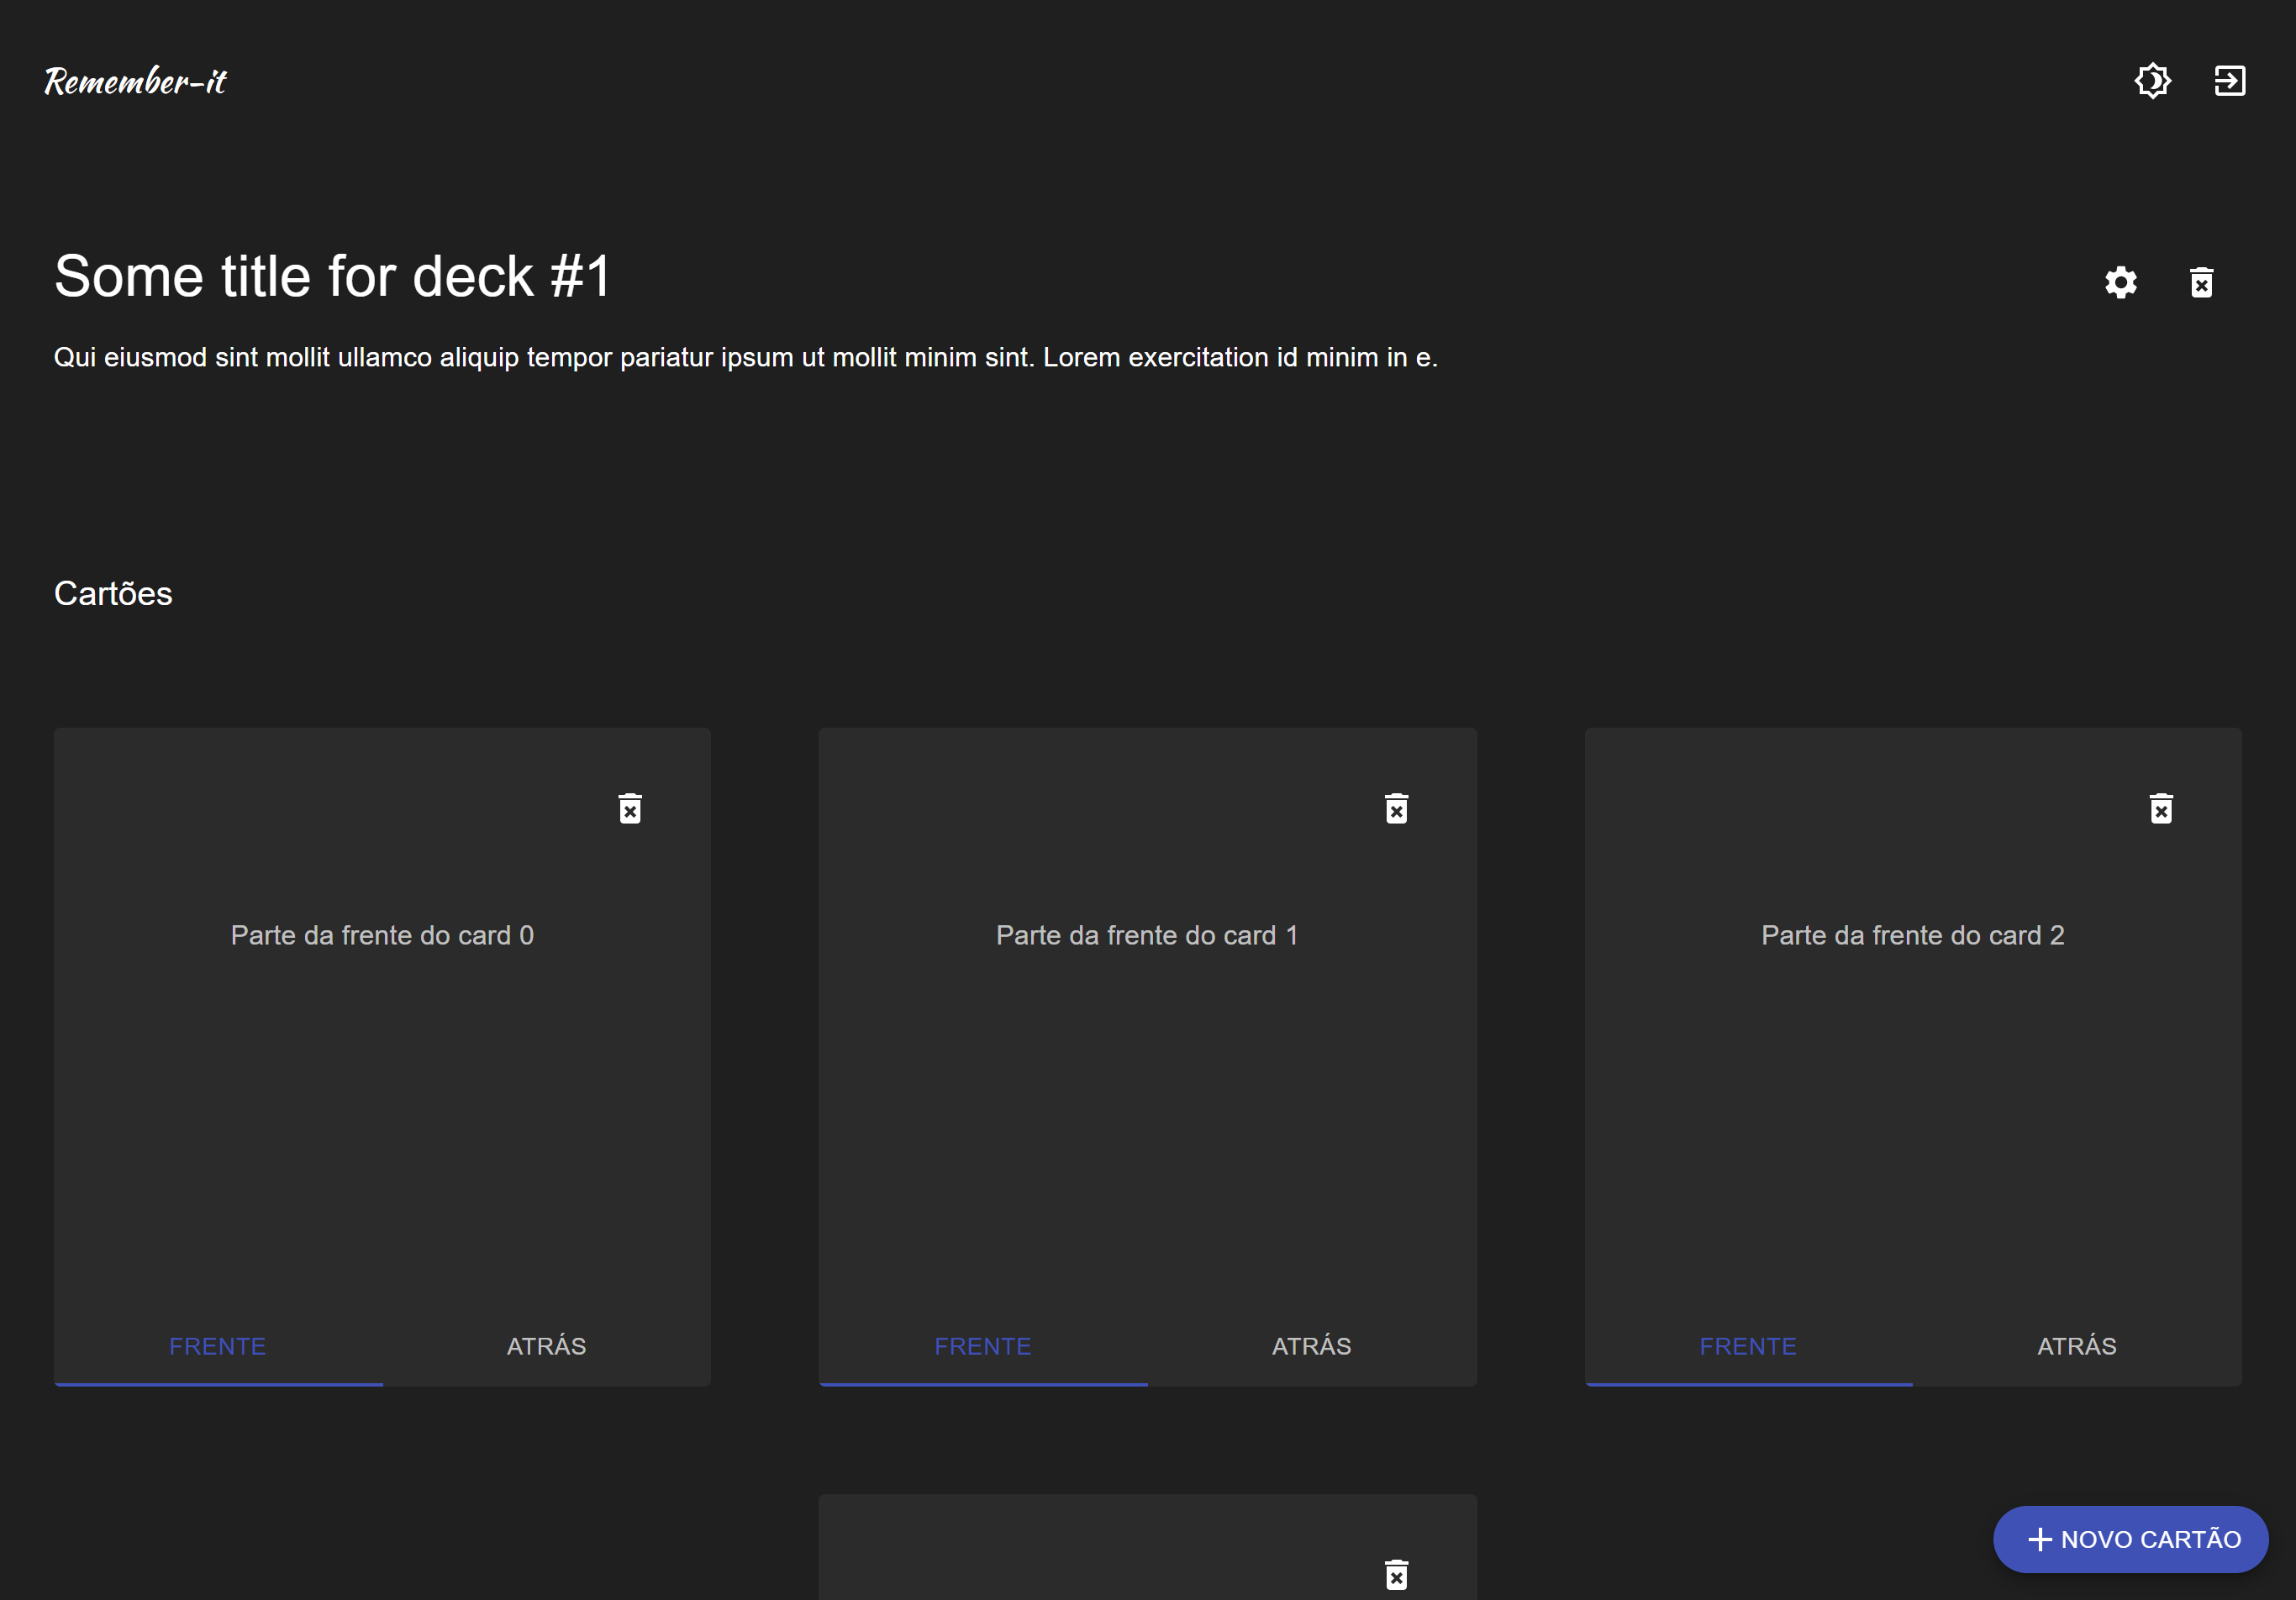 Remember-it
Some title for deck #1
Qui eiusmod sint mollit ullamco aliquip tempor pariatur ipsum ut mollit minim sint. Lorem exercitation id minim in e.
Cartões
Parte da frente do card 0
Parte da frente do card 1
Parte da frente do card 2
FRENTE ATRÁS
FRENTE ATRÁS
FRENTE ATRÁS
NOVO CARTÃO